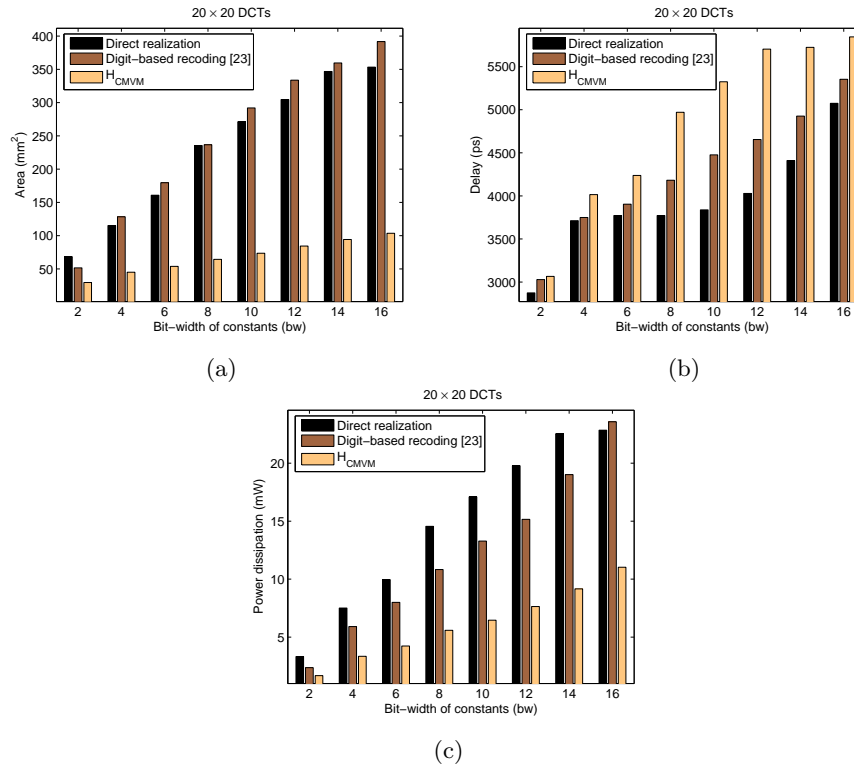 20 × 20 DCTs
Direct realization
Digit−based recoding [23]
H_CMVM
400
350
300
250
200
150
100
50
Area (mm²)
2 4 6 8 10 12 14 16
Bit−width of constants (bw)
(a)
20 × 20 DCTs
Direct realization
Digit−based recoding [23]
H_CMVM
5500
5000
4500
4000
3500
3000
Delay (ps)
2 4 6 8 10 12 14 16
Bit−width of constants (bw)
(b)
20 × 20 DCTs
Direct realization
Digit−based recoding [23]
H_CMVM
20
15
10
5
Power dissipation (mW)
2 4 6 8 10 12 14 16
Bit−width of constants (bw)
(c)